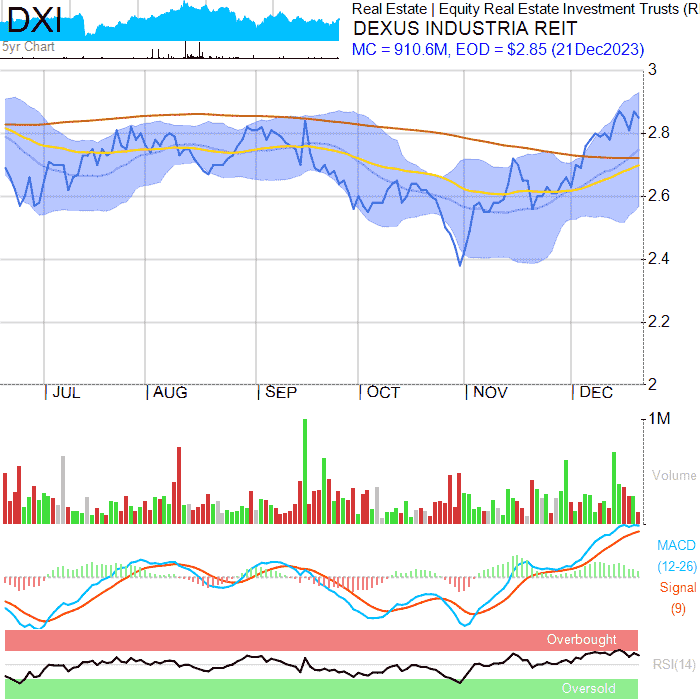 DXI
5yr Chart
Real Estate | Equity Real Estate Investment Trusts (R
DEXUS INDUSTRIA REIT
MC = 910.6M, EOD = $2.85 (21Dec2023)
3
2.8
2.6
2.4
2.2
2
| JUL | AUG | SEP | OCT | NOV | DEC
1M
Volume
MACD
(12-26)
Signal
(9)
Overbought
RSI(14)
Oversold